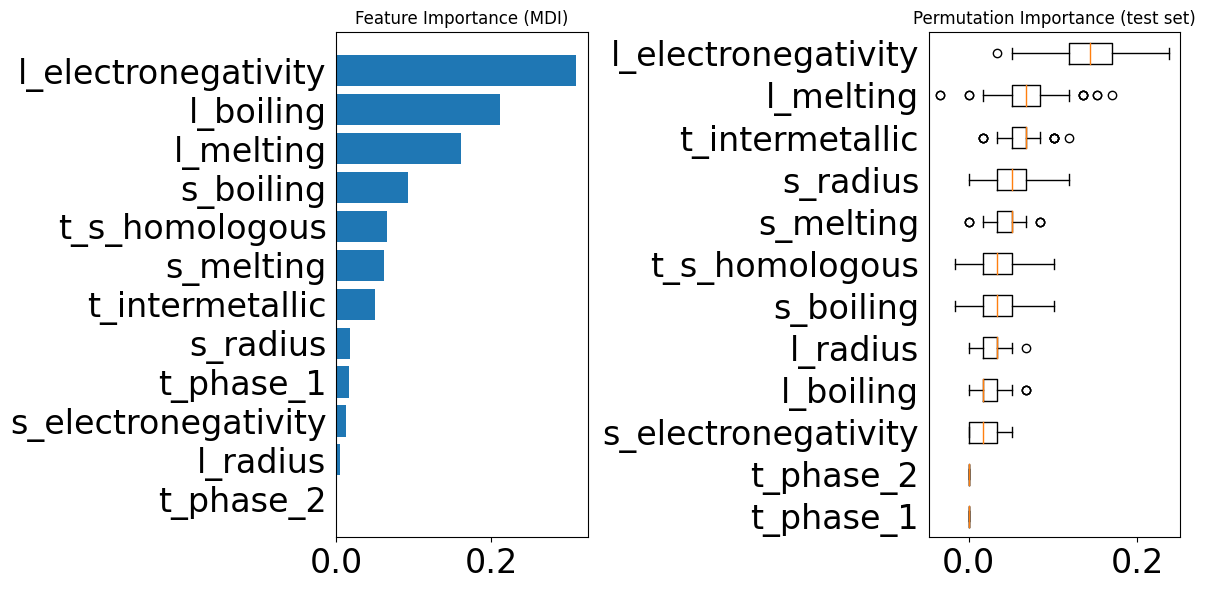 Feature Importance (MDI)
l_electronegativity
l_boiling
l_melting
s_boiling
t_s_homologous
s_melting
t_intermetallic
s_radius
t_phase_1
s_electronegativity
l_radius
t_phase_2
0.0 0.2
Permutation Importance (test set)
l_electronegativity
l_melting
t_intermetallic
s_radius
s_melting
t_s_homologous
s_boiling
l_radius
l_boiling
s_electronegativity
t_phase_2
t_phase_1
0.0 0.2